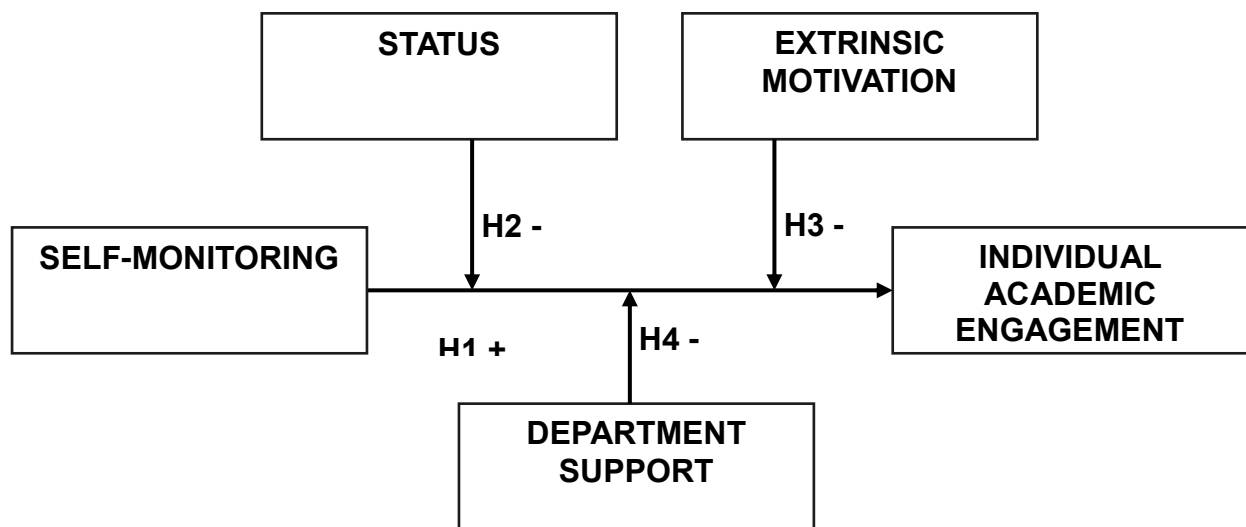 STATUS
EXTRINSIC
MOTIVATION
H2 -
H3 -
SELF-MONITORING
INDIVIDUAL
ACADEMIC
ENGAGEMENT
H1 +
H4 -
DEPARTMENT
SUPPORT